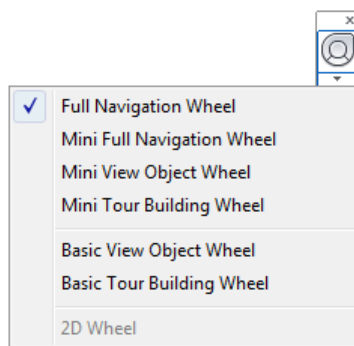 Full Navigation Wheel
Mini Full Navigation Wheel
Mini View Object Wheel
Mini Tour Building Wheel
Basic View Object Wheel
Basic Tour Building Wheel
2D Wheel